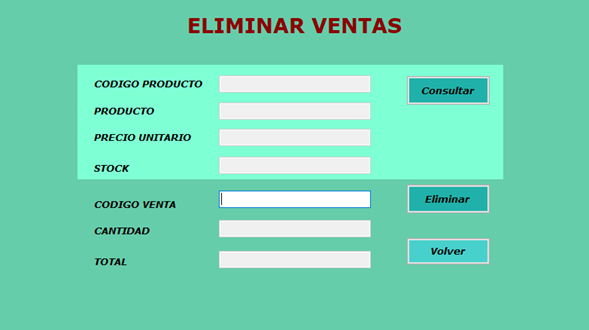 ELIMINAR VENTAS
CODIGO PRODUCTO
Consultar
PRODUCTO
PRECIO UNITARIO
STOCK
CODIGO VENTA
Eliminar
CANTIDAD
Volver
TOTAL